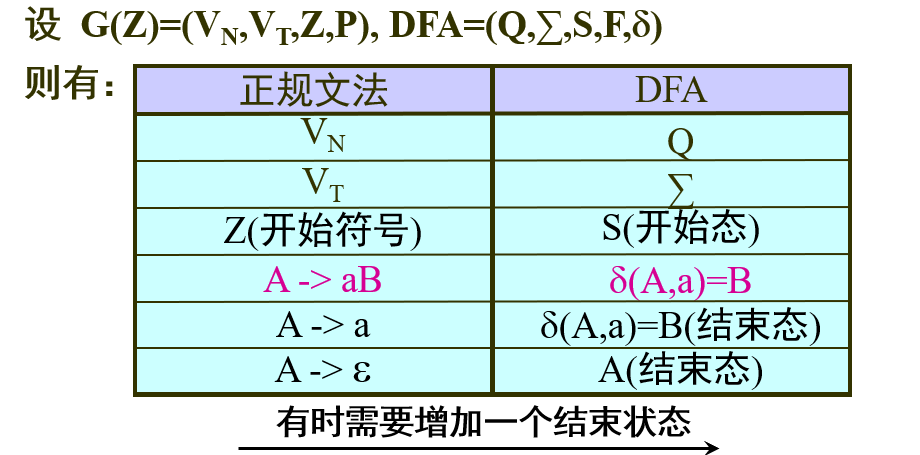 设 G(Z)=(V_N,V_T,Z,P), DFA=(Q,∑,S,F,δ)
则有：
正规文法 DFA
V_N Q
V_T ∑
Z(开始符号) S(开始态)
A -> aB δ(A,a)=B
A -> a δ(A,a)=B(结束态)
A -> ε A(结束态)
有时需要增加一个结束状态